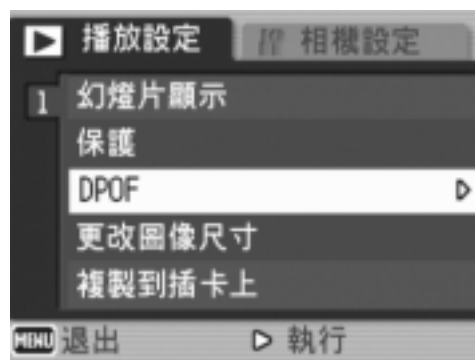 播放設定 相機設定
1 幻燈片顯示
保護
DPOF
更改圖像尺寸
複製到插卡上
MENU 退出 執行